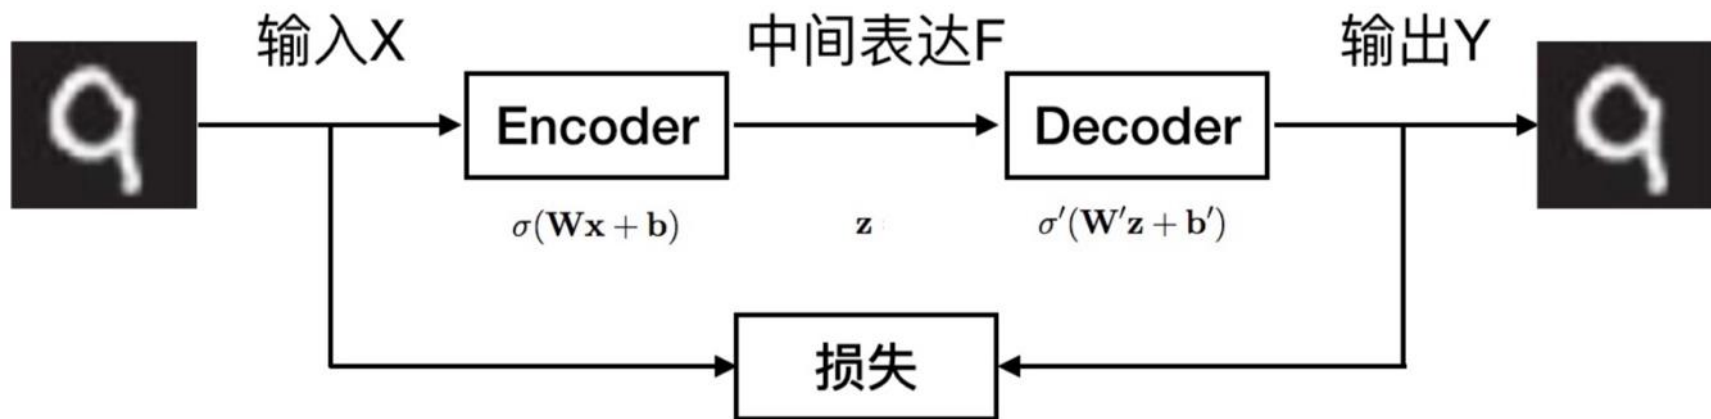 输入X
中间表达F
输出Y
Encoder
Decoder
σ(Wx + b)
z
σ′(W′z + b′)
损失